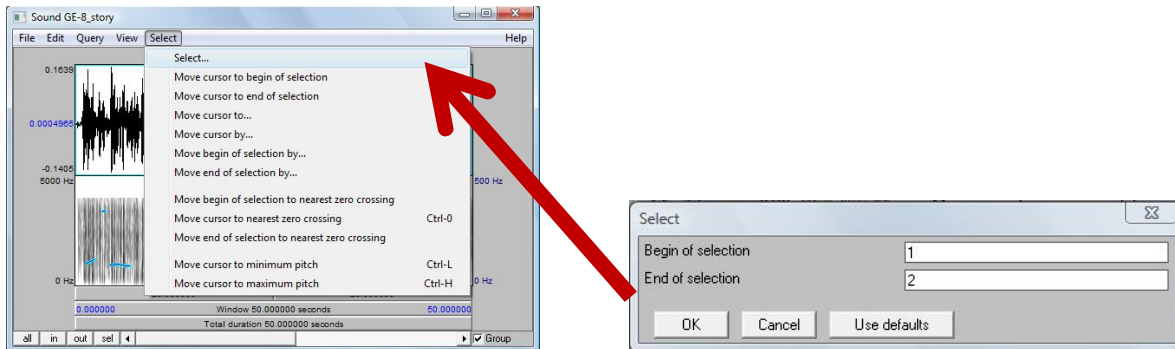 Sound GE-8_story
File Edit Query View Select Help
Select...
0.1639
Move cursor to begin of selection
Move cursor to end of selection
Move cursor to...
0.0004965
Move cursor by...
Move begin of selection by...
-0.1405
Move end of selection by...
5000 Hz
500 Hz
Move begin of selection to nearest zero crossing
Move cursor to nearest zero crossing Ctrl-0
Move end of selection to nearest zero crossing
Move cursor to minimum pitch Ctrl-L
0 Hz
Move cursor to maximum pitch Ctrl-H
0 Hz
0.000000 Window 50.000000 seconds 50.000000
Total duration 50.000000 seconds
all in out sel Group
Select
Begin of selection 1
End of selection 2
OK Cancel Use defaults